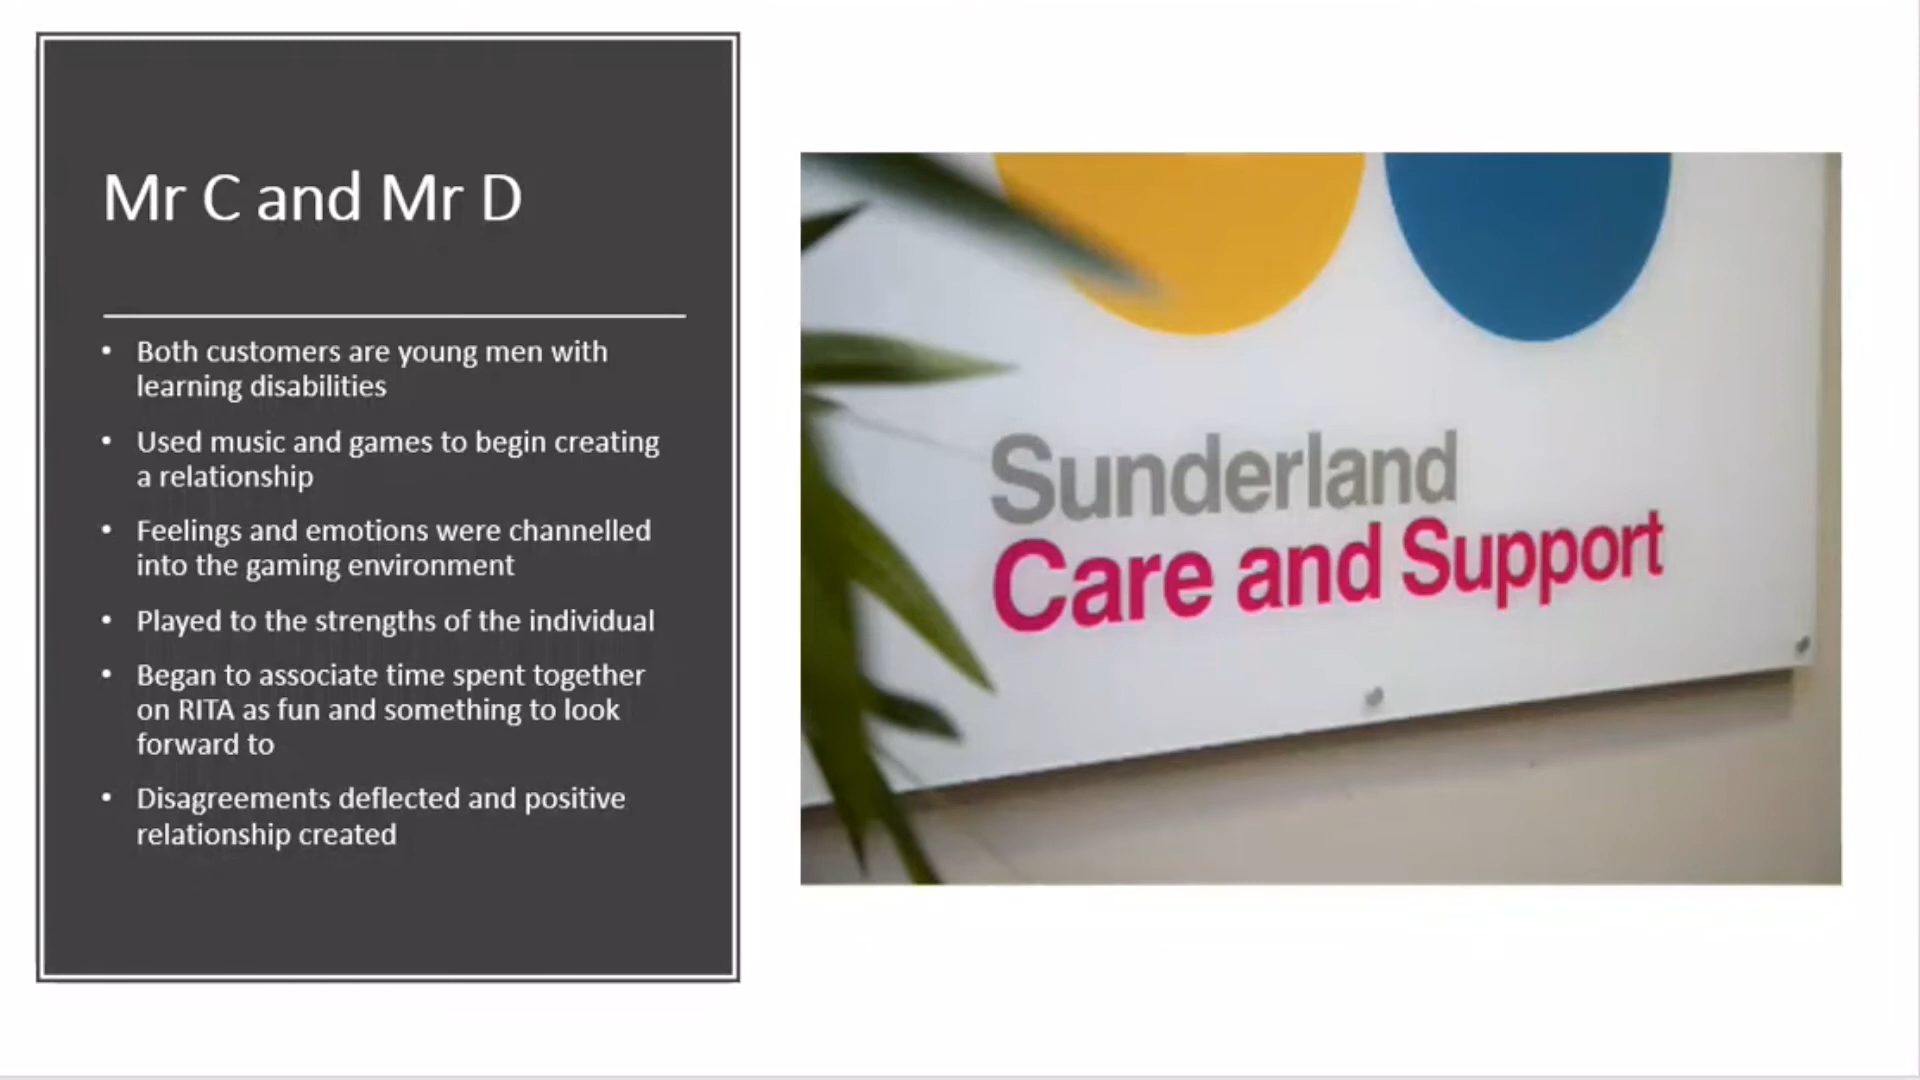 Mr C and Mr D
• Both customers are young men with
learning disabilities
• Used music and games to begin creating
a relationship
• Feelings and emotions were channelled
into the gaming environment
• Played to the strengths of the individual
• Began to associate time spent together
on RITA as fun and something to look
forward to
• Disagreements deflected and positive
relationship created
Sunderland
Care and Support